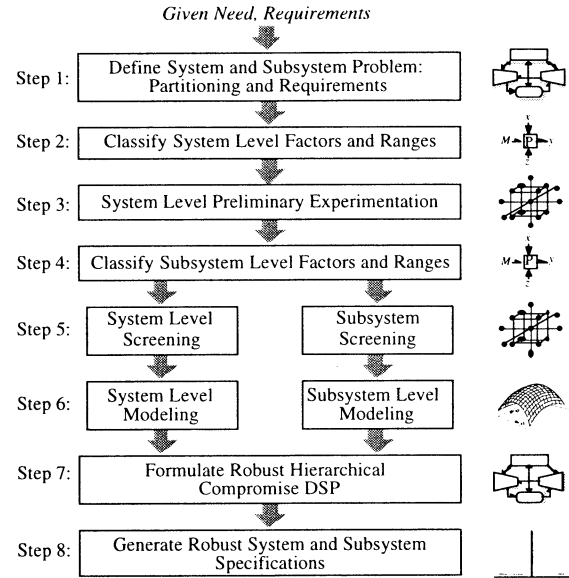 Given Need, Requirements
Step 1:
Define System and Subsystem Problem:
Partitioning and Requirements
Step 2:
Classify System Level Factors and Ranges
x
M
P
y
z
Step 3:
System Level Preliminary Experimentation
Step 4:
Classify Subsystem Level Factors and Ranges
x
M
P
y
z
Step 5:
System Level
Screening
Subsystem
Screening
Step 6:
System Level
Modeling
Subsystem Level
Modeling
Step 7:
Formulate Robust Hierarchical
Compromise DSP
Step 8:
Generate Robust System and Subsystem
Specifications